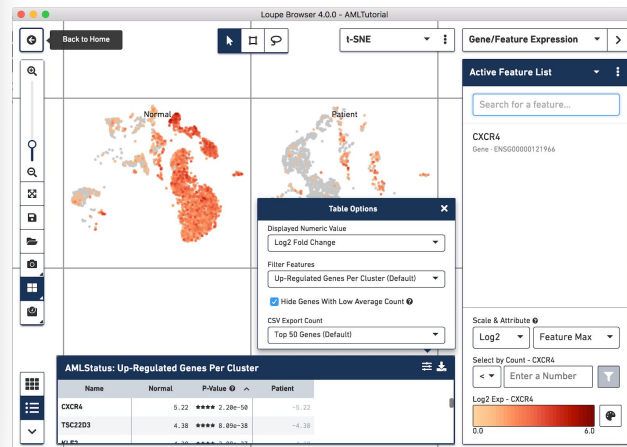 Loupe Browser 4.0.0 - AMLTutorial
Back to Home
t-SNE
Gene/Feature Expression
Normal
Patient
Active Feature List
Search for a feature...
CXCR4
Gene - ENSG00000121966
Table Options
Displayed Numeric Value
Log2 Fold Change
Filter Features
Up-Regulated Genes Per Cluster (Default)
Hide Genes With Low Average Count
CSV Export Count
Top 50 Genes (Default)
Scale & Attribute
Log2
Feature Max
Select by Count - CXCR4
<
Enter a Number
Log2 Exp - CXCR4
0.0
6.0
AMLStatus: Up-Regulated Genes Per Cluster
Name Normal P-Value Patient
CXCR4 5.22 **** 2.20e-50 -5.22
TSC22D3 4.38 **** 8.09e-38 -4.38